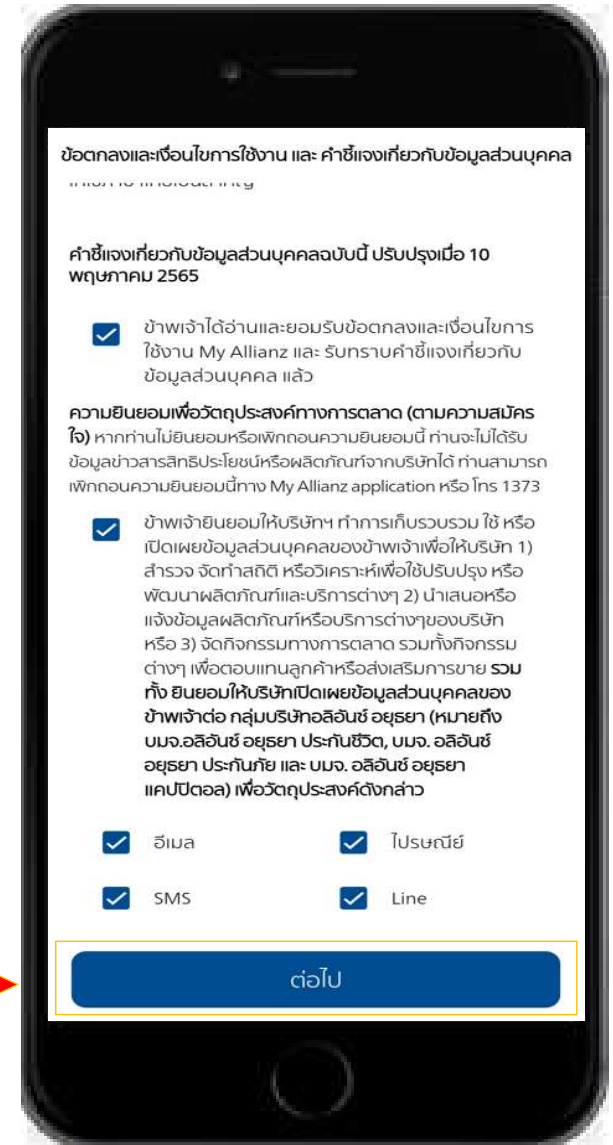 ข้อตกลงและเงื่อนไขการใช้งาน และ คำชี้แจงเกี่ยวกับข้อมูลส่วนบุคคล
คำชี้แจงเกี่ยวกับข้อมูลส่วนบุคคลฉบับนี้ ปรับปรุงเมื่อ 10
พฤษภาคม 2565
ข้าพเจ้าได้อ่านและยอมรับข้อตกลงและเงื่อนไขการ
ใช้งาน My Allianz และ รับทราบคำชี้แจงเกี่ยวกับ
ข้อมูลส่วนบุคคล แล้ว
ความยินยอมเพื่อวัตถุประสงค์ทางการตลาด (ตามความสมัคร
ใจ) หากท่านไม่ยินยอมหรือเพิกถอนความยินยอมนี้ ท่านจะไม่ได้รับ
ข้อมูลข่าวสารสิทธิประโยชน์หรือผลิตภัณฑ์จากบริษัทได้ ท่านสามารถ
เพิกถอนความยินยอมนี้ทาง My Allianz application หรือ โทร 1373
ข้าพเจ้ายินยอมให้บริษัทฯ ทำการเก็บรวบรวม ใช้ หรือ
เปิดเผยข้อมูลส่วนบุคคลของข้าพเจ้าเพื่อให้บริษัท 1)
สำรวจ จัดทำสถิติ หรือวิเคราะห์เพื่อใช้ปรับปรุง หรือ
พัฒนาผลิตภัณฑ์และบริการต่างๆ 2) นำเสนอหรือ
แจ้งข้อมูลผลิตภัณฑ์หรือบริการต่างๆของบริษัท
หรือ 3) จัดกิจกรรมทางการตลาด รวมทั้งกิจกรรม
ต่างๆ เพื่อตอบแทนลูกค้าหรือส่งเสริมการขาย รวม
ทั้ง ยินยอมให้บริษัทเปิดเผยข้อมูลส่วนบุคคลของ
ข้าพเจ้าต่อ กลุ่มบริษัทอลิอันซ์ อยุธยา (หมายถึง
บมจ.อลิอันซ์ อยุธยา ประกันชีวิต, บมจ. อลิอันซ์
อยุธยา ประกันภัย และ บมจ. อลิอันซ์ อยุธยา
แคปปิตอล) เพื่อวัตถุประสงค์ดังกล่าว
อีเมล ไปรษณีย์
SMS Line
ต่อไป